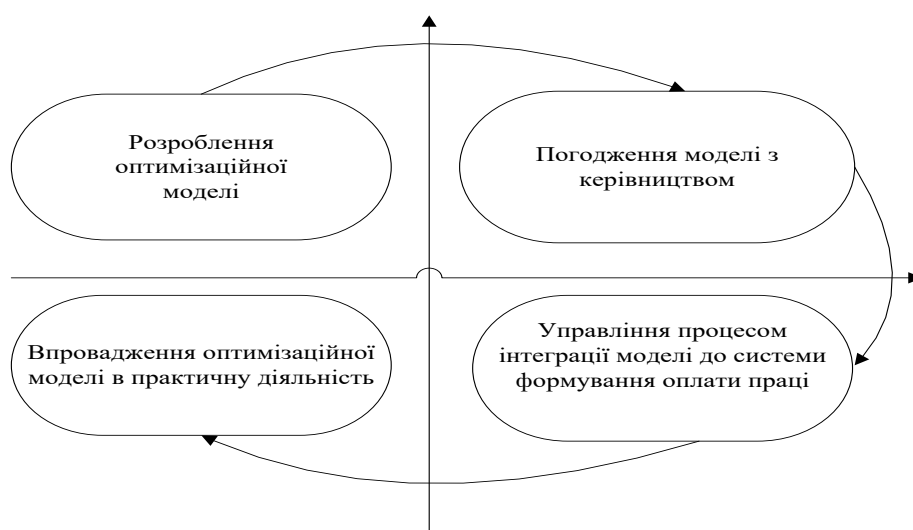 Розроблення
оптимізаційної
моделі
Погодження моделі з
керівництвом
Впровадження оптимізаційної
моделі в практичну діяльність
Управління процесом
інтеграції моделі до системи
формування оплати праці